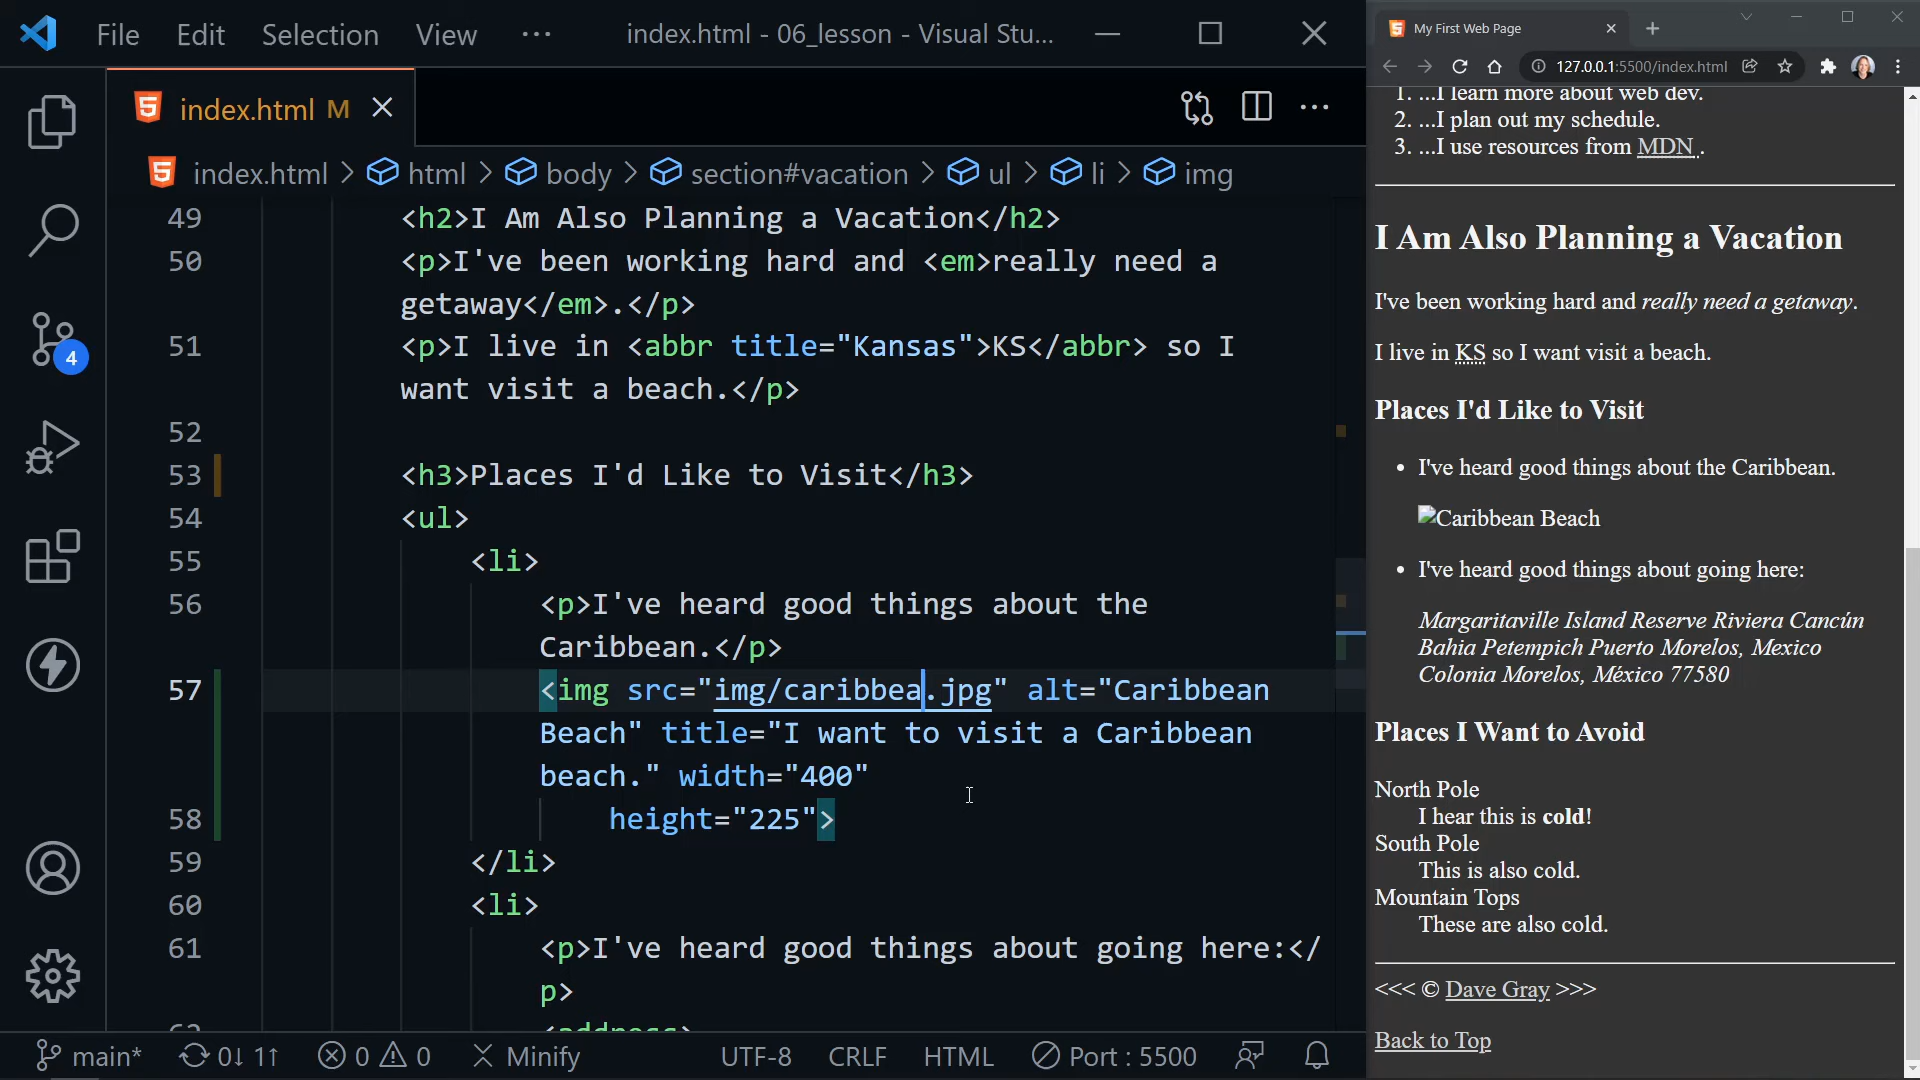 File Edit Selection View ··· index.html - 06_lesson - Visual Stu...
index.html M
index.html > html > body > section#vacation > ul > li > img
49 <h2>I Am Also Planning a Vacation</h2>
50 <p>I've been working hard and <em>really need a
getaway</em>.</p>
51 <p>I live in <abbr title="Kansas">KS</abbr> so I
want visit a beach.</p>
52
53 <h3>Places I'd Like to Visit</h3>
54 <ul>
55 <li>
56 <p>I've heard good things about the
Caribbean.</p>
57 <img src="img/caribbea.jpg" alt="Caribbean
Beach" title="I want to visit a Caribbean
beach." width="400"
58 height="225">
59 </li>
60 <li>
61 <p>I've heard good things about going here:</
p>
62 <address>
4
main* 0↓ 1↑ 0 0 Minify UTF-8 CRLF HTML Port : 5500
My First Web Page
127.0.0.1:5500/index.html
1. ...I learn more about web dev.
2. ...I plan out my schedule.
3. ...I use resources from MDN .
I Am Also Planning a Vacation
I've been working hard and really need a getaway.
I live in KS so I want visit a beach.
Places I'd Like to Visit
• I've heard good things about the Caribbean.
Caribbean Beach
• I've heard good things about going here:
Margaritaville Island Reserve Riviera Cancún
Bahia Petempich Puerto Morelos, Mexico
Colonia Morelos, México 77580
Places I Want to Avoid
North Pole
I hear this is cold!
South Pole
This is also cold.
Mountain Tops
These are also cold.
<<< © Dave Gray >>>
Back to Top